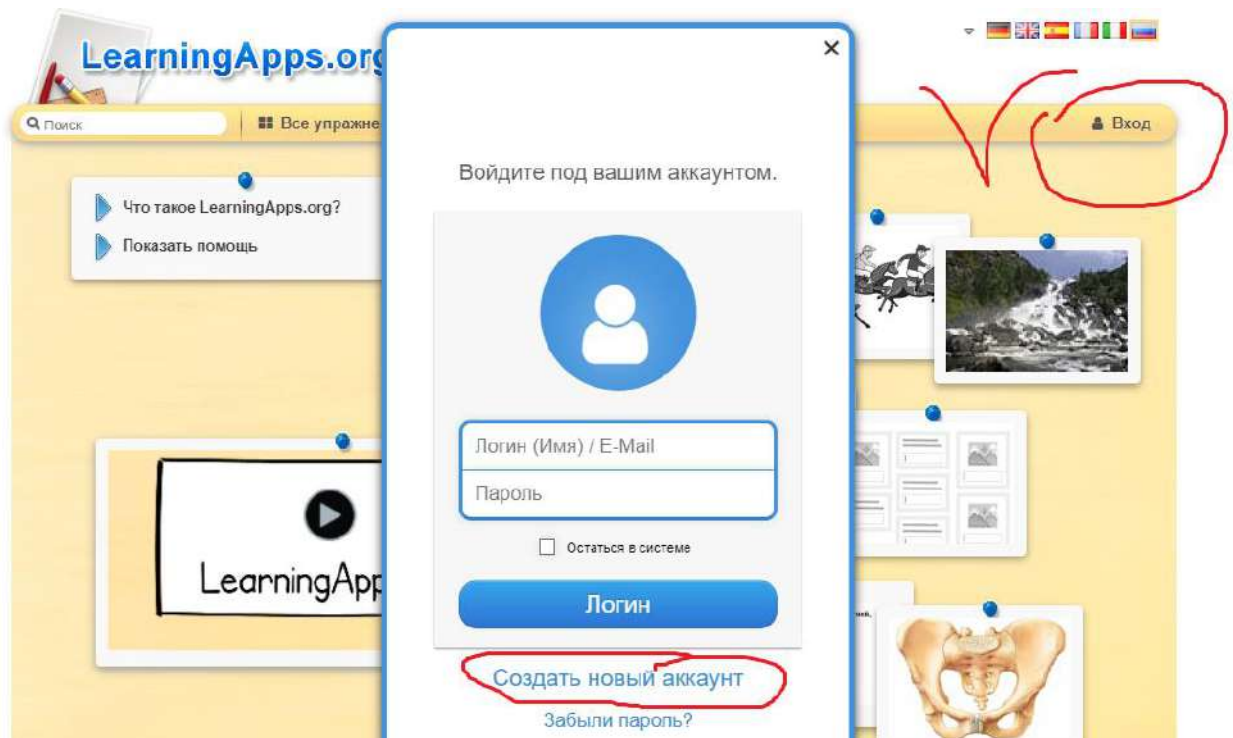 LearningApps.org
Поиск
Все упражне
Вход
Что такое LearningApps.org?
Показать помощь
LearningApp
Войдите под вашим аккаунтом.
Логин (Имя) / E-Mail
Пароль
Остаться в системе
Логин
Создать новый аккаунт
Забыли пароль?